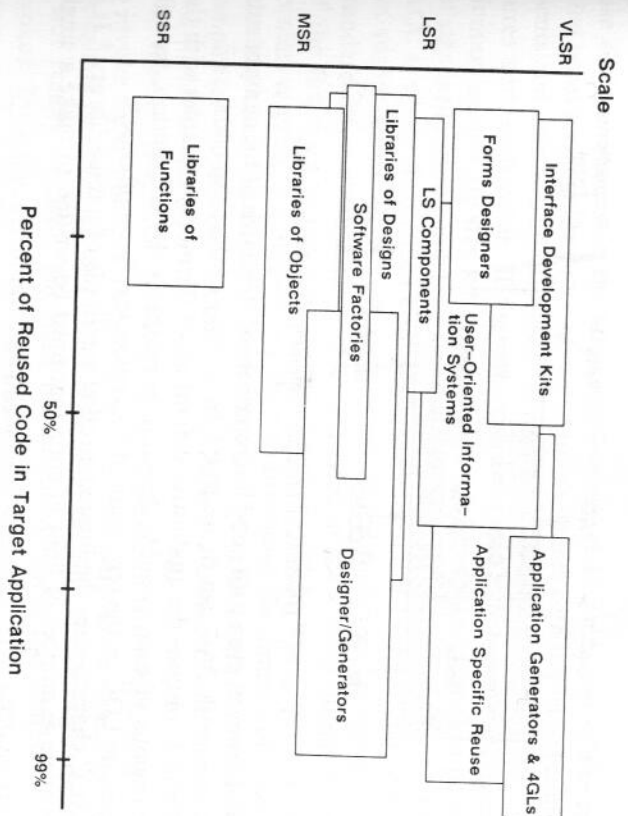 Scale
VLSR
LSR
MSR
SSR
Interface Development Kits
Application Generators & 4GLs
Forms Designers
User-Oriented Informa-
tion Systems
Application Specific Reuse
LS Components
Libraries of Designs
Software Factories
Designer/Generators
Libraries of Objects
Libraries of
Functions
50%
99%
Percent of Reused Code in Target Application